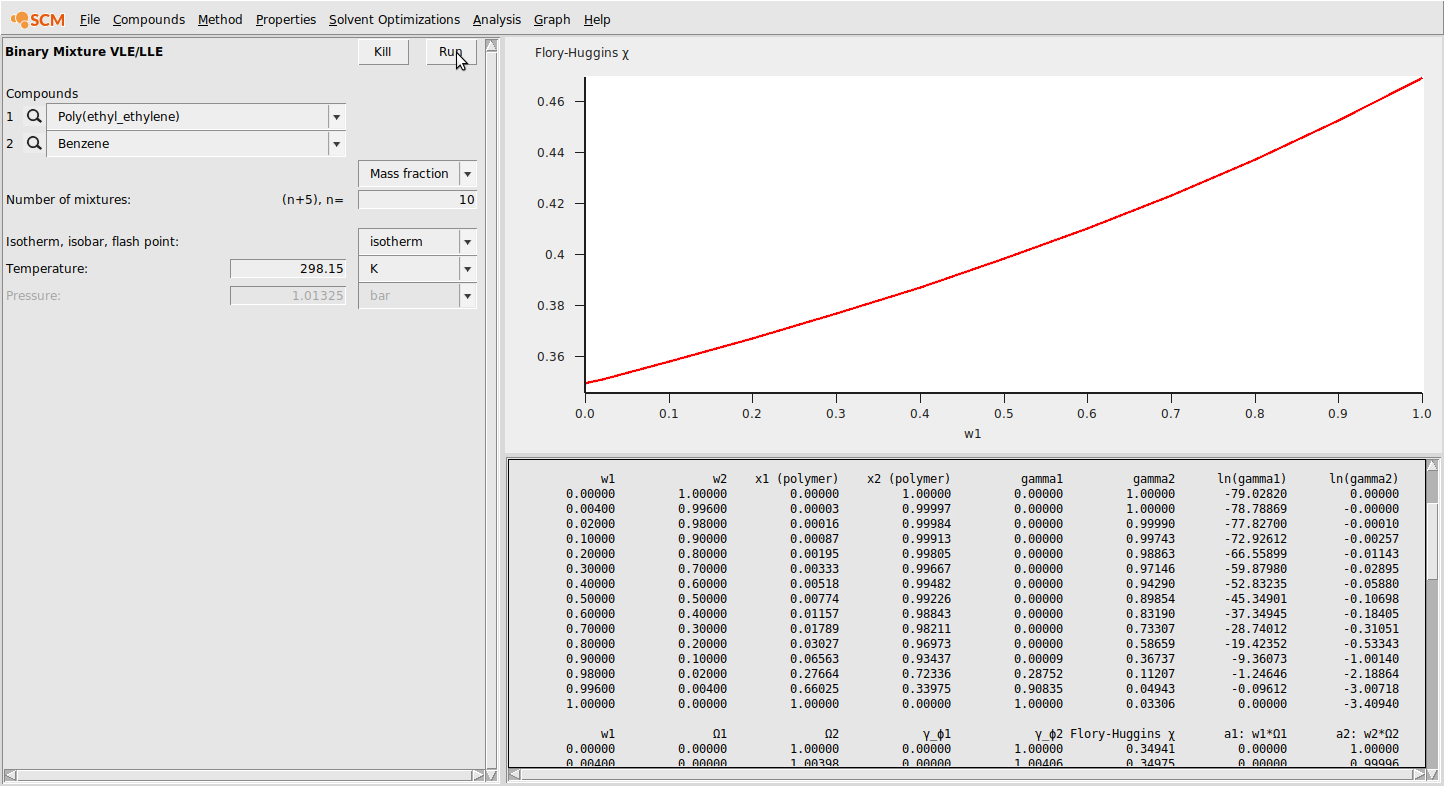 SCM File Compounds Method Properties Solvent Optimizations Analysis Graph Help
Binary Mixture VLE/LLE Kill Run
Compounds
1 Poly(ethyl_ethylene)
2 Benzene
Mass fraction
Number of mixtures: (n+5), n= 10
Isotherm, isobar, flash point: isotherm
Temperature: 298.15 K
Pressure: 1.01325 bar
Flory-Huggins χ
0.46
0.44
0.42
0.4
0.38
0.36
0.0 0.1 0.2 0.3 0.4 0.5 0.6 0.7 0.8 0.9 1.0
w1
w1 w2 x1 (polymer) x2 (polymer) gamma1 gamma2 ln(gamma1) ln(gamma2)
0.00000 1.00000 0.00000 1.00000 0.00000 1.00000 -79.02820 0.00000
0.00400 0.99600 0.00003 0.99997 0.00000 1.00000 -78.78869 -0.00000
0.02000 0.98000 0.00016 0.99984 0.00000 0.99990 -77.82700 -0.00010
0.10000 0.90000 0.00087 0.99913 0.00000 0.99743 -72.92612 -0.00257
0.20000 0.80000 0.00195 0.99805 0.00000 0.98863 -66.55899 -0.01143
0.30000 0.70000 0.00333 0.99667 0.00000 0.97146 -59.87980 -0.02895
0.40000 0.60000 0.00518 0.99482 0.00000 0.94290 -52.83235 -0.05880
0.50000 0.50000 0.00774 0.99226 0.00000 0.89854 -45.34901 -0.10698
0.60000 0.40000 0.01157 0.98843 0.00000 0.83190 -37.34945 -0.18405
0.70000 0.30000 0.01789 0.98211 0.00000 0.73307 -28.74012 -0.31051
0.80000 0.20000 0.03027 0.96973 0.00000 0.58659 -19.42352 -0.53343
0.90000 0.10000 0.06563 0.93437 0.00009 0.36737 -9.36073 -1.00140
0.98000 0.02000 0.27664 0.72336 0.28752 0.11207 -1.24646 -2.18864
0.99600 0.00400 0.66025 0.33975 0.90835 0.04943 -0.09612 -3.00718
1.00000 0.00000 1.00000 0.00000 1.00000 0.03306 0.00000 -3.40940
w1 Ω1 Ω2 γ_ϕ1 γ_ϕ2 Flory-Huggins χ a1: w1*Ω1 a2: w2*Ω2
0.00000 0.00000 1.00000 0.00000 1.00000 0.34941 0.00000 1.00000
0.00400 0.00000 1.00398 0.00000 1.00406 0.34975 0.00000 0.99996